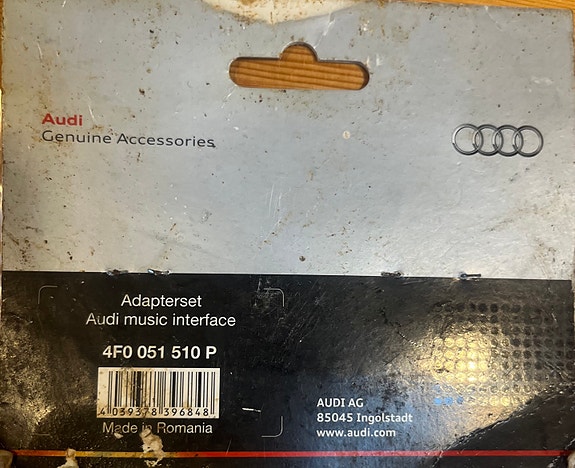 Audi
Genuine Accessories
Adapterset
Audi music interface
4F0 051 510 P
4 039378 396848
Made in Romania
AUDI AG
85045 Ingolstadt
www.audi.com